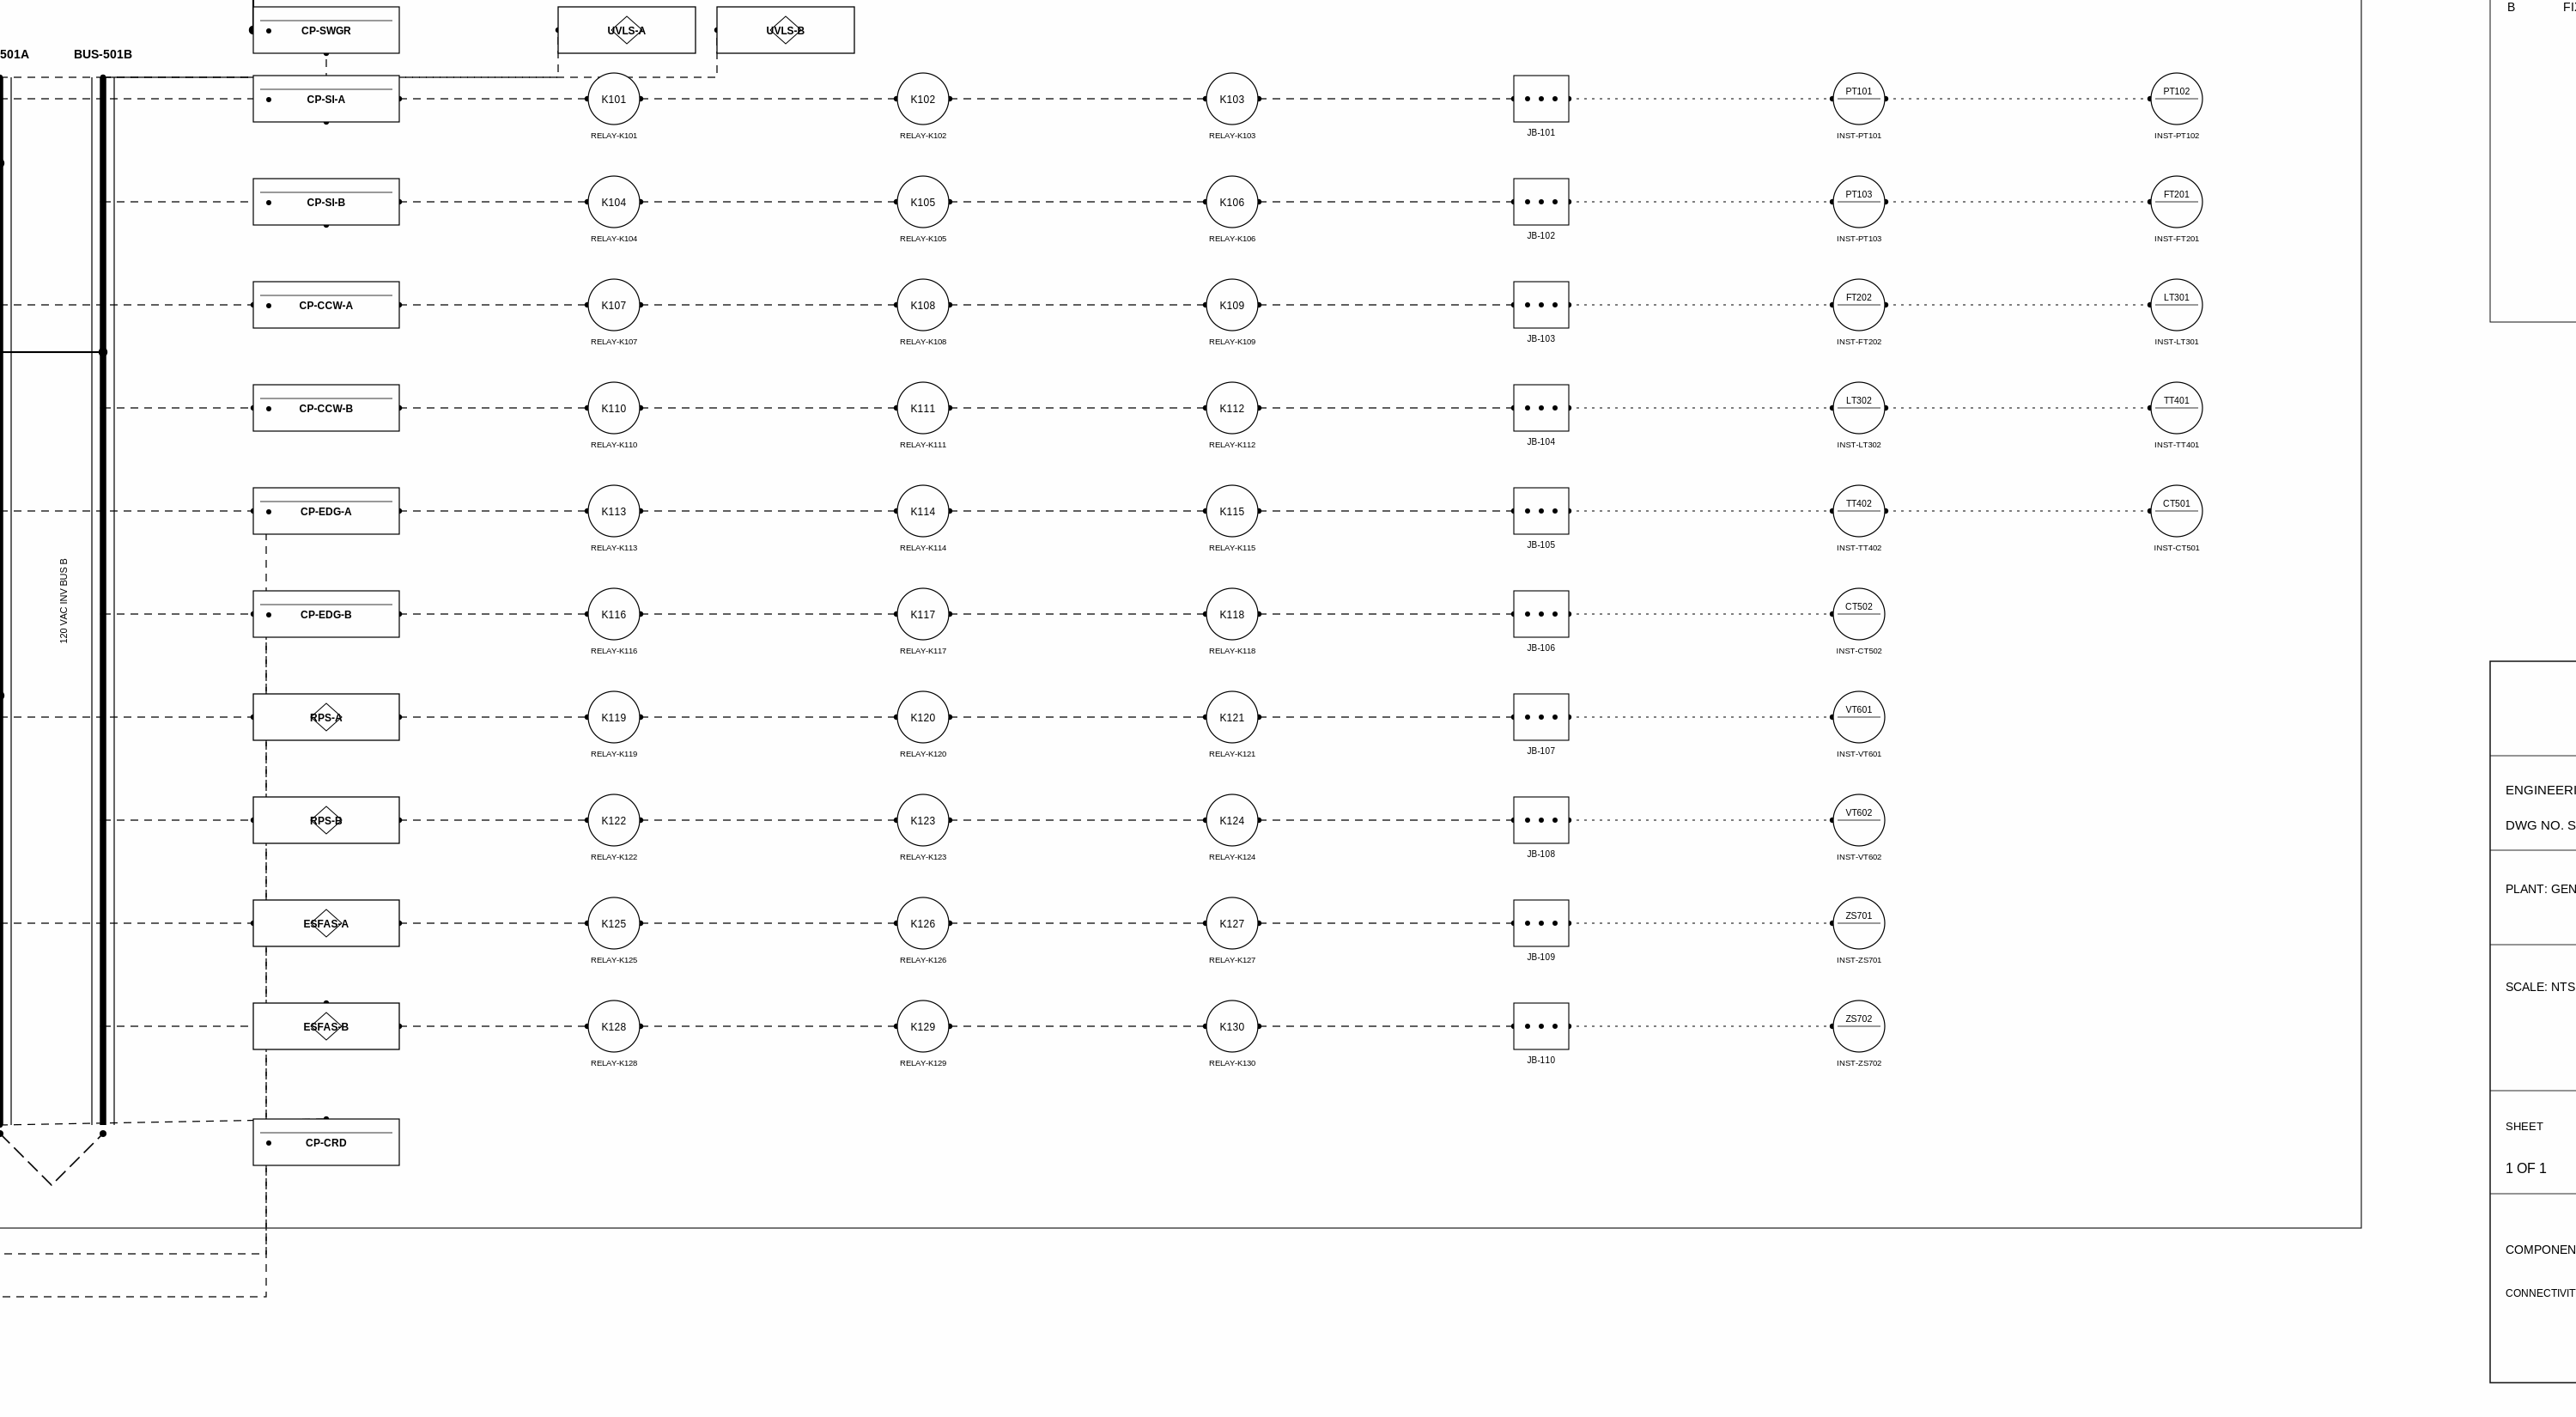 B FI
CP-SWGR UVLS-A UVLS-B
501A BUS-501B
CP-SI-A K101 K102 K103 PT101 PT102
RELAY-K101 RELAY-K102 RELAY-K103 JB-101 INST-PT101 INST-PT102
CP-SI-B K104 K105 K106 PT103 FT201
RELAY-K104 RELAY-K105 RELAY-K106 JB-102 INST-PT103 INST-FT201
CP-CCW-A K107 K108 K109 FT202 LT301
RELAY-K107 RELAY-K108 RELAY-K109 JB-103 INST-FT202 INST-LT301
CP-CCW-B K110 K111 K112 LT302 TT401
RELAY-K110 RELAY-K111 RELAY-K112 JB-104 INST-LT302 INST-TT401
CP-EDG-A K113 K114 K115 TT402 CT501
RELAY-K113 RELAY-K114 RELAY-K115 JB-105 INST-TT402 INST-CT501
120 VAC INV BUS B
CP-EDG-B K116 K117 K118 CT502
RELAY-K116 RELAY-K117 RELAY-K118 JB-106 INST-CT502
RPS-A K119 K120 K121 VT601
RELAY-K119 RELAY-K120 RELAY-K121 JB-107 INST-VT601
RPS-B K122 K123 K124 VT602
RELAY-K122 RELAY-K123 RELAY-K124 JB-108 INST-VT602
ESFAS-A K125 K126 K127 ZS701
RELAY-K125 RELAY-K126 RELAY-K127 JB-109 INST-ZS701
ESFAS-B K128 K129 K130 ZS702
RELAY-K128 RELAY-K129 RELAY-K130 JB-110 INST-ZS702
CP-CRD
ENGINEERI
DWG NO. S
PLANT: GEN
SCALE: NTS
SHEET
1 OF 1
COMPONEN
CONNECTIVIT